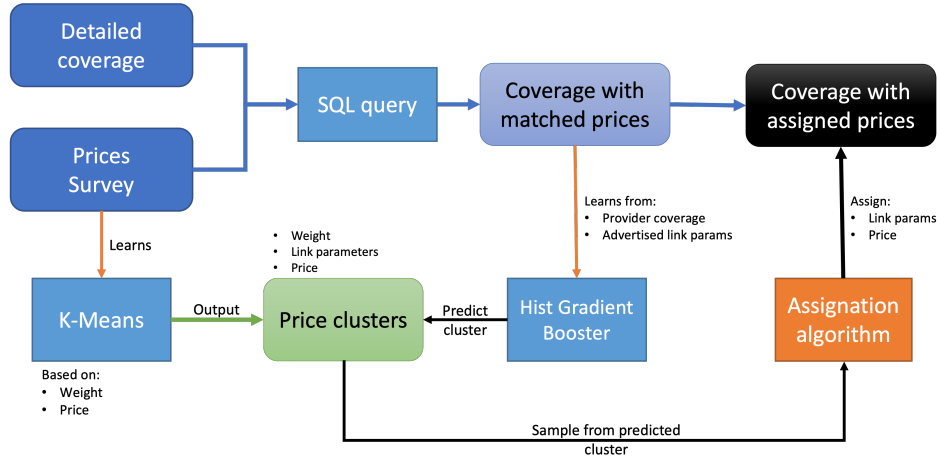 Detailed
coverage
SQL query
Coverage with
matched prices
Coverage with
assigned prices
Prices
Survey
Learns
Learns from:
• Provider coverage
• Advertised link params
Assign:
• Link params
• Price
• Weight
• Link parameters
• Price
K-Means
Output
Price clusters
Predict
cluster
Hist Gradient
Booster
Assignation
algorithm
Based on:
• Weight
• Price
Sample from predicted
cluster